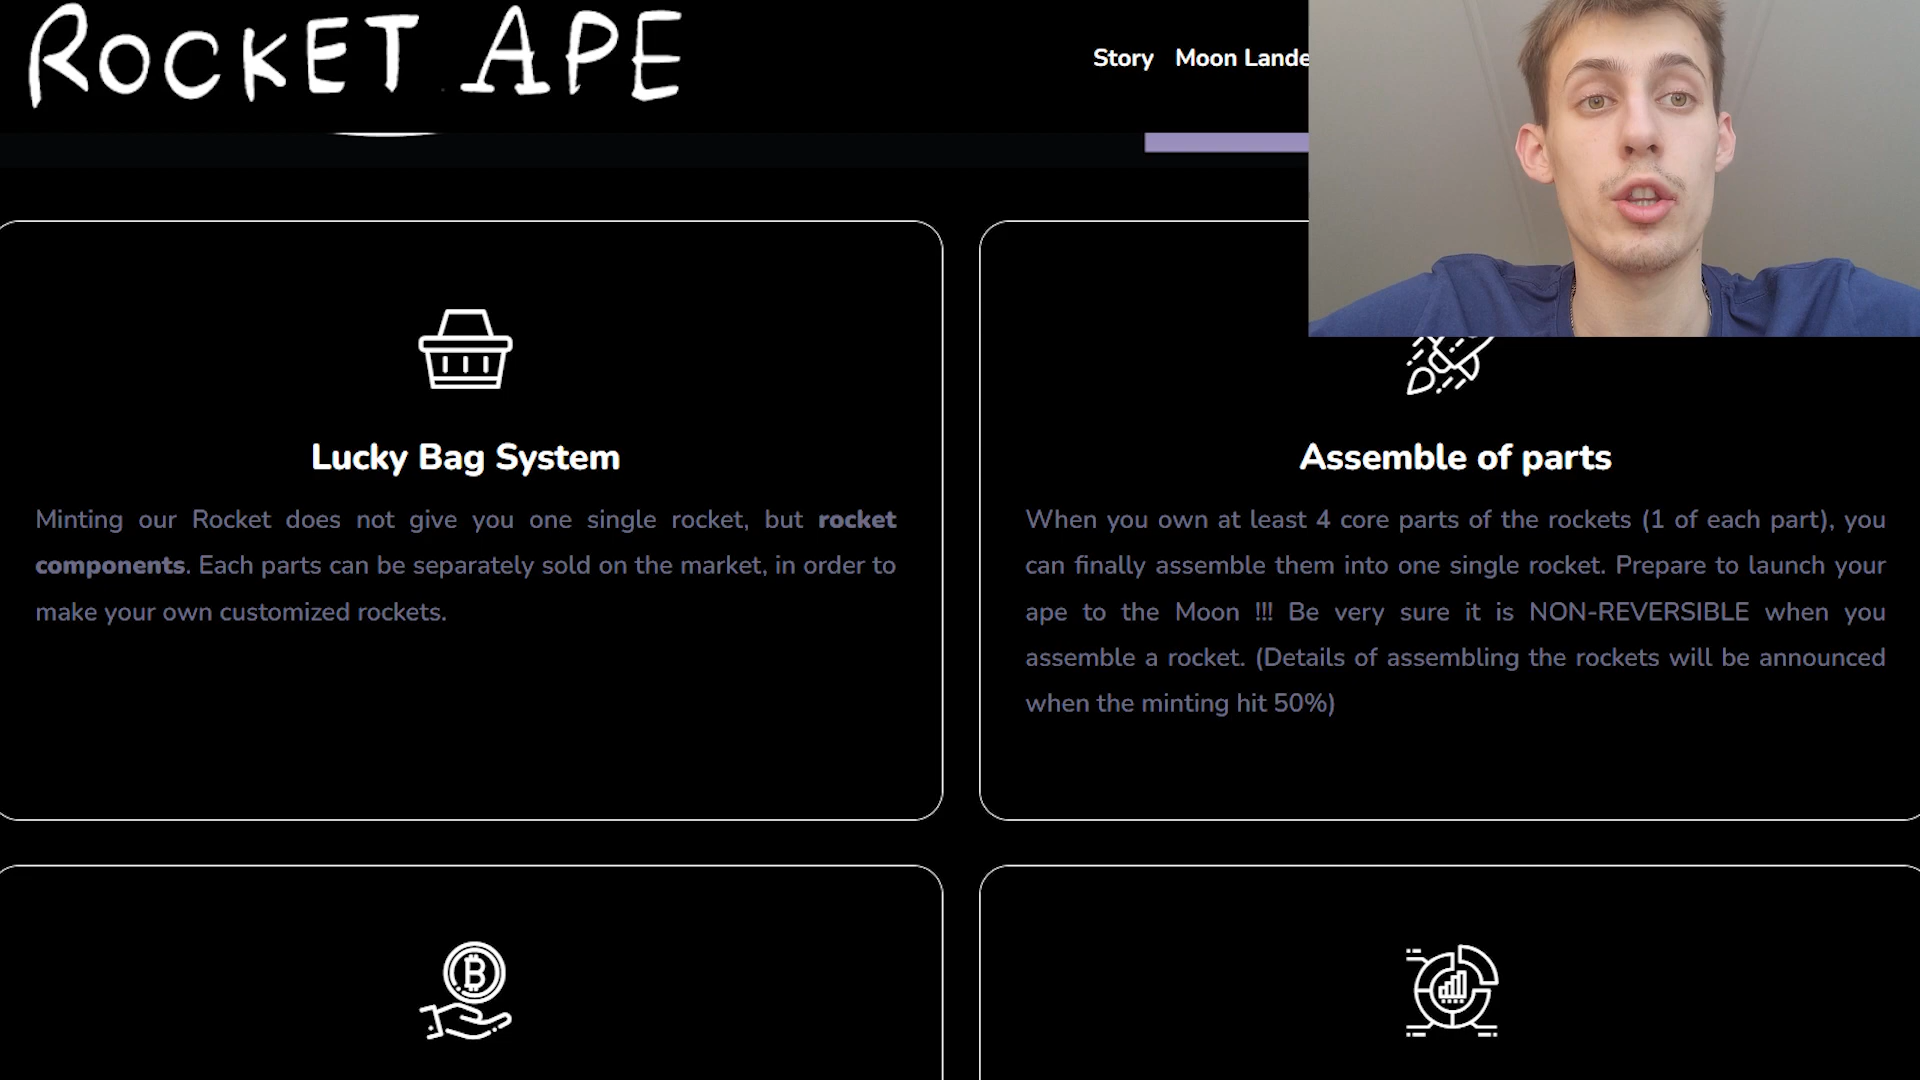 ROCKET APE
Story Moon Lande
Lucky Bag System
Minting our Rocket does not give you one single rocket, but rocket
components. Each parts can be separately sold on the market, in order to
make your own customized rockets.
Assemble of parts
When you own at least 4 core parts of the rockets (1 of each part), you
can finally assemble them into one single rocket. Prepare to launch your
ape to the Moon !!! Be very sure it is NON-REVERSIBLE when you
assemble a rocket. (Details of assembling the rockets will be announced
when the minting hit 50%)